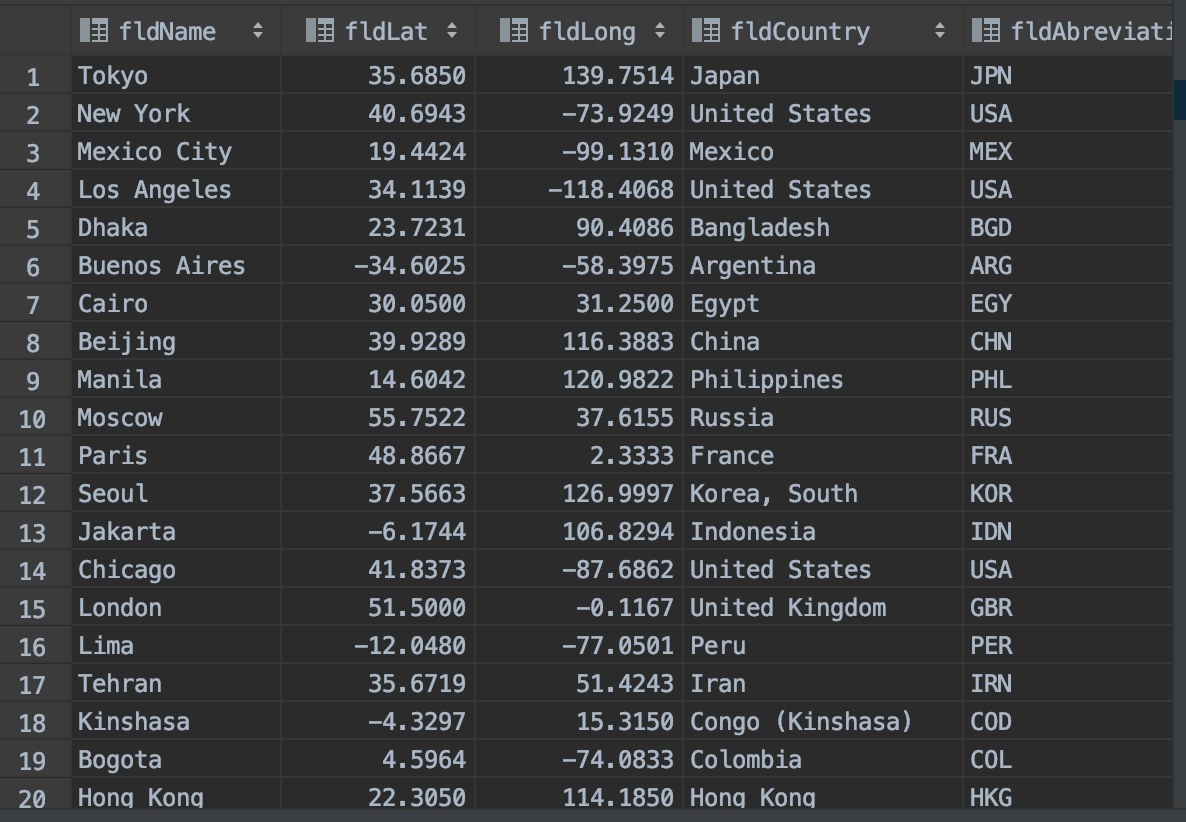 fldName fldLat fldLong fldCountry fldAbreviati
1 Tokyo 35.6850 139.7514 Japan JPN
2 New York 40.6943 −73.9249 United States USA
3 Mexico City 19.4424 −99.1310 Mexico MEX
4 Los Angeles 34.1139 −118.4068 United States USA
5 Dhaka 23.7231 90.4086 Bangladesh BGD
6 Buenos Aires −34.6025 −58.3975 Argentina ARG
7 Cairo 30.0500 31.2500 Egypt EGY
8 Beijing 39.9289 116.3883 China CHN
9 Manila 14.6042 120.9822 Philippines PHL
10 Moscow 55.7522 37.6155 Russia RUS
11 Paris 48.8667 2.3333 France FRA
12 Seoul 37.5663 126.9997 Korea, South KOR
13 Jakarta −6.1744 106.8294 Indonesia IDN
14 Chicago 41.8373 −87.6862 United States USA
15 London 51.5000 −0.1167 United Kingdom GBR
16 Lima −12.0480 −77.0501 Peru PER
17 Tehran 35.6719 51.4243 Iran IRN
18 Kinshasa −4.3297 15.3150 Congo (Kinshasa) COD
19 Bogota 4.5964 −74.0833 Colombia COL
20 Hong Kong 22.3050 114.1850 Hong Kong HKG